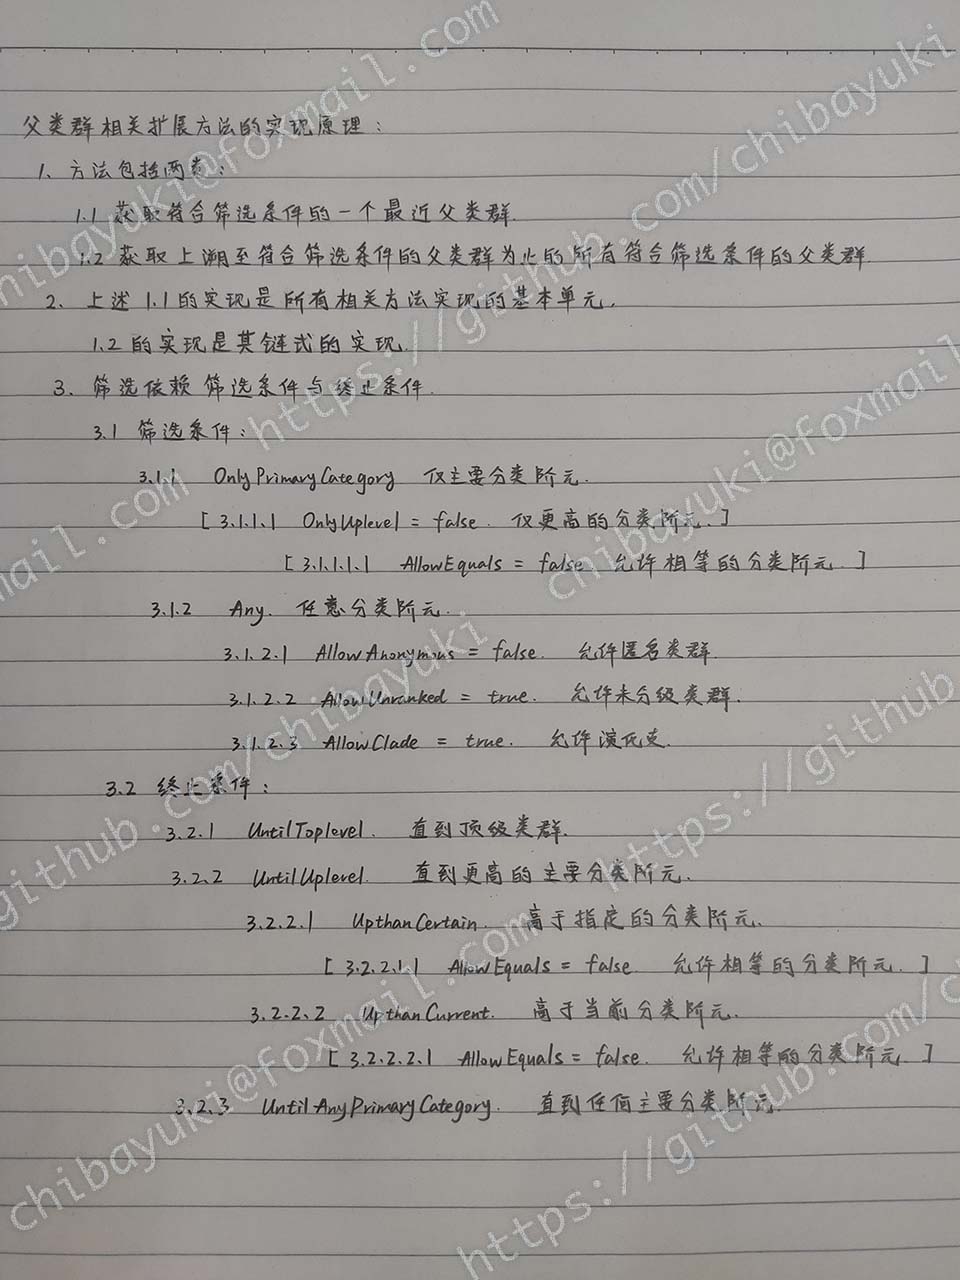 父类群相关扩展方法的实现原理：
1、方法包括两类：
1.1 获取符合筛选条件的一个最近父类群.
1.2 获取上溯至符合筛选条件的父类群为止的所有符合筛选条件的父类群.
2、上述1.1的实现是所有相关方法实现的基本单元，
1.2的实现是其链式的实现.
3、筛选依赖筛选条件与终止条件.
3.1 筛选条件：
3.1.1 OnlyPrimaryCategory 仅主要分类阶元.
[ 3.1.1.1 OnlyUplevel = false. 仅更高的分类阶元. ]
[ 3.1.1.1.1 AllowEquals = false. 允许相等的分类阶元. ]
3.1.2 Any. 任意分类阶元.
3.1.2.1 AllowAnonymous = false. 允许匿名类群.
3.1.2.2 AllowUnranked = true. 允许未分级类群.
3.1.2.3 AllowClade = true. 允许演化支.
3.2 终止条件：
3.2.1 UntilToplevel. 直到顶级类群.
3.2.2 UntilUplevel. 直到更高的主要分类阶元.
3.2.2.1 UpthanCertain. 高于指定的分类阶元.
[ 3.2.2.1.1 AllowEquals = false. 允许相等的分类阶元. ]
3.2.2.2 UpthanCurrent. 高于当前分类阶元.
[ 3.2.2.2.1 AllowEquals = false. 允许相等的分类阶元. ]
3.2.3 UntilAnyPrimaryCategory. 直到任何主要分类阶元.
chibayuki@foxmail.com
https://github.com/chibayuki
chibayuki@foxmail.com
https://github.com/chibayuki
chibayuki@foxmail.com
https://github
https://github.com/c